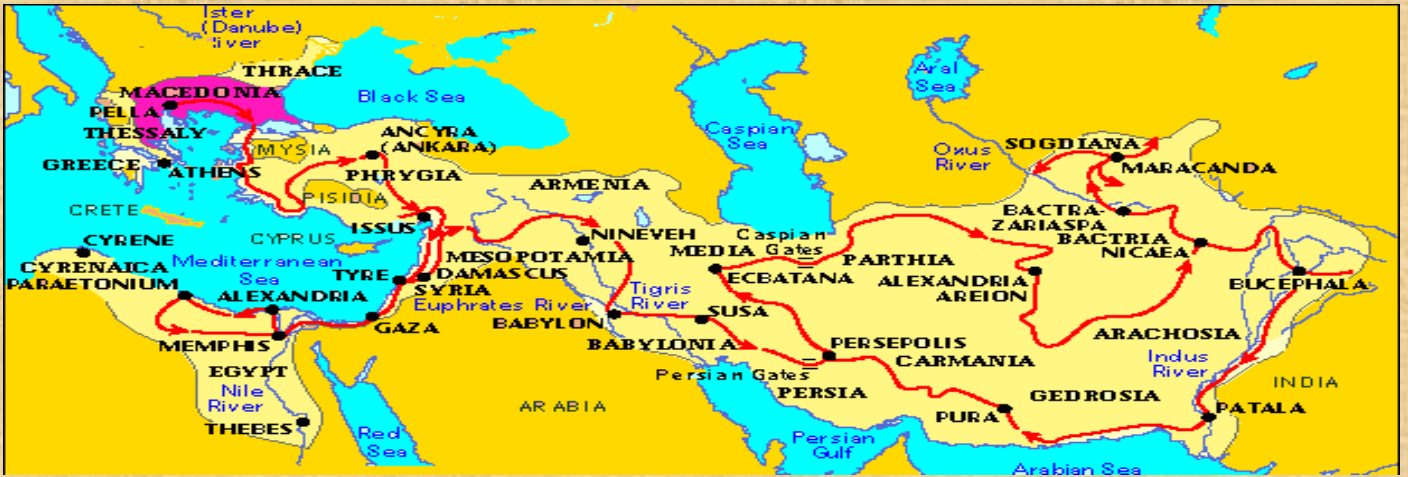 Ister
(Danube)
River
THRACE
MACEDONIA
PELLA
THESSALY
GREECE
ATHENS
MYSIA
Black Sea
ANCYRA
(ANKARA)
PHRYGIA
PISIDIA
CRETE
CYPRUS
ISSUS
ARMENIA
Caspian
Sea
Aral
Sea
Oxus
River
SOGDIANA
MARACANDA
BACTRA-
ZARIASPA
BACTRIA
NICAEA
CYRENE
CYRENAICA
PARAETONIUM
Mediterranean
Sea
ALEXANDRIA
TYRE
MESOPOTAMIA
DAMASCUS
SYRIA
Euphrates River
NINEVEH
MEDIA
Caspian
Gates
ECBATANA
PARTHIA
ALEXANDRIA
AREION
BUCEPHALA
MEMPHIS
GAZA
BABYLON
Tigris
River
SUSA
BABYLONIA
PERSEPOLIS
CARMANIA
ARACHOSIA
Indus
River
INDIA
EGYPT
Nile
River
THEBES
Red
Sea
ARABIA
Persian Gates
PERSIA
Persian
Gulf
PURA
GEDROSIA
PATALA
Arabian Sea